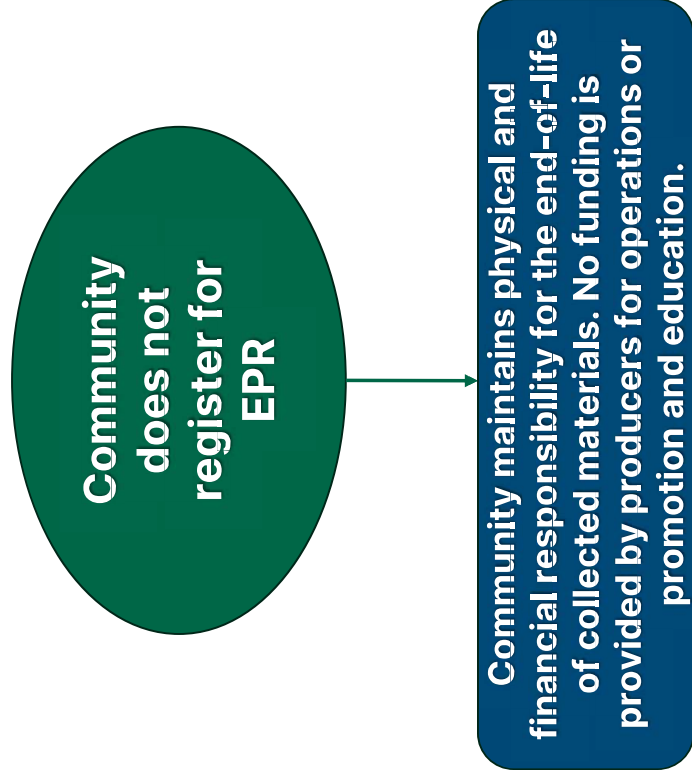 Community
does not
register for
EPR
Community maintains physical and
financial responsibility for the end-of-life
of collected materials. No funding is
provided by producers for operations or
promotion and education.